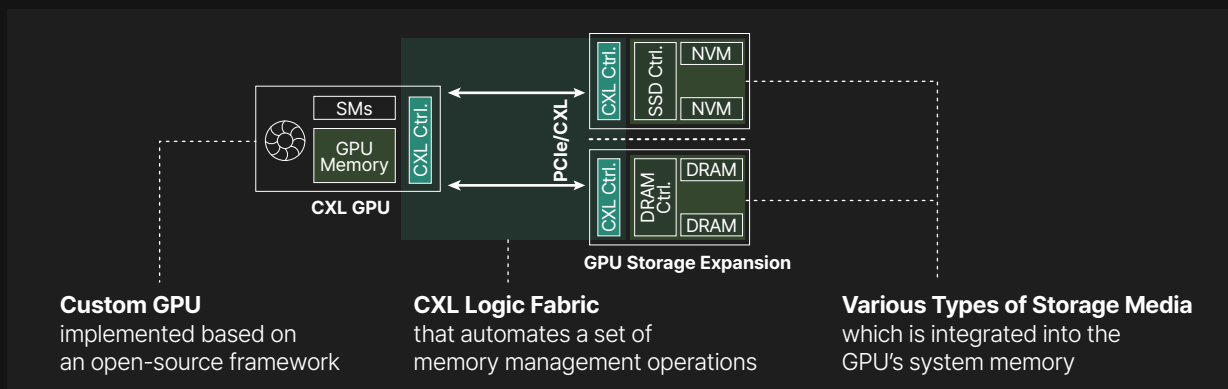 SMs
GPU
Memory
CXL Ctrl.
CXL GPU
PCIe/CXL
CXL Ctrl.
SSD Ctrl.
NVM
NVM
CXL Ctrl.
DRAM
Ctrl.
DRAM
DRAM
GPU Storage Expansion
Custom GPU
implemented based on
an open-source framework
CXL Logic Fabric
that automates a set of
memory management operations
Various Types of Storage Media
which is integrated into the
GPU's system memory